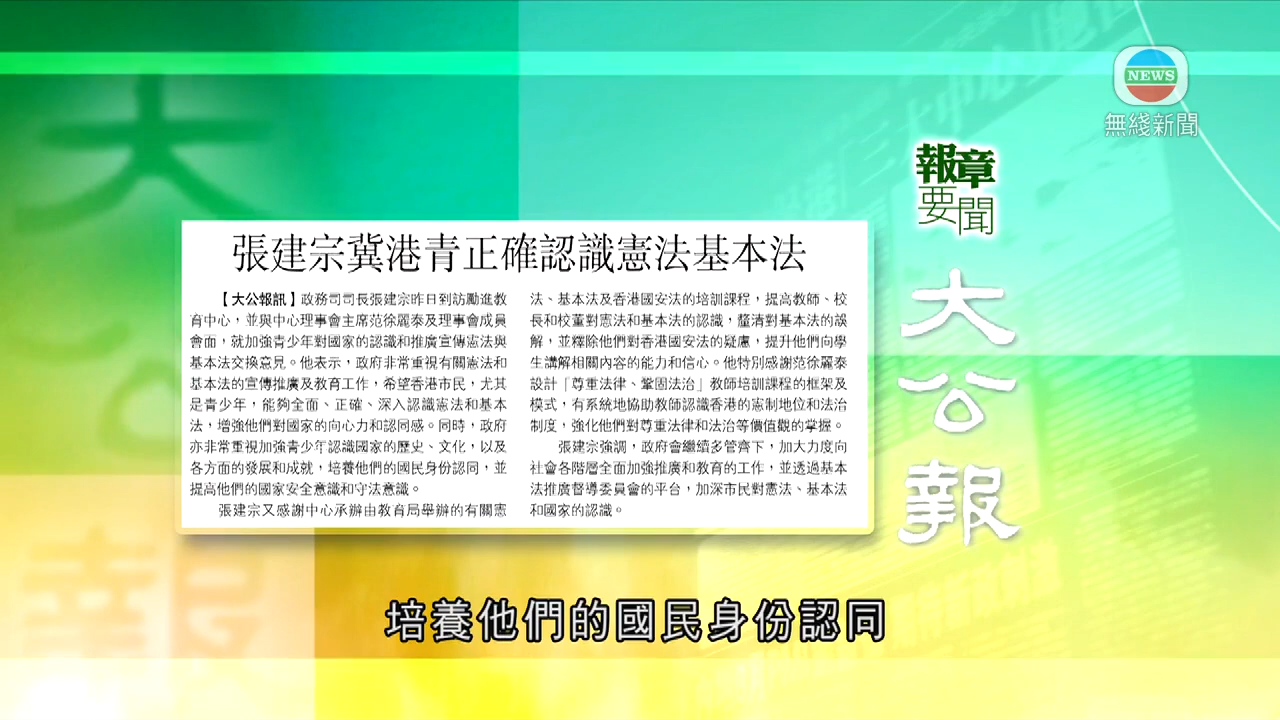 NEWS
無綫新聞
報章
要聞
大公報
張建宗冀港青正確認識憲法基本法
【大公報訊】政務司司長張建宗昨日到訪勵進教
育中心，並與中心理事會主席范徐麗泰及理事會成員
會面，就加強青少年對國家的認識和推廣宣傳憲法與
基本法交換意見。他表示，政府非常重視有關憲法和
基本法的宣傳推廣及教育工作，希望香港市民，尤其
是青少年，能夠全面、正確、深入認識憲法和基本
法，增強他們對國家的向心力和認同感。同時，政府
亦非常重視加強青少年認識國家的歷史、文化，以及
各方面的發展和成就，培養他們的國民身份認同，並
提高他們的國家安全意識和守法意識。
張建宗又感謝中心承辦由教育局舉辦的有關憲
法、基本法及香港國安法的培訓課程，提高教師、校
長和校董對憲法和基本法的認識，釐清對基本法的誤
解，並釋除他們對香港國安法的疑慮，提升他們向學
生講解相關內容的能力和信心。他特別感謝范徐麗泰
設計「尊重法律、鞏固法治」教師培訓課程的框架及
模式，有系統地協助教師認識香港的憲制地位和法治
制度，強化他們對尊重法律和法治等價值觀的掌握。
張建宗強調，政府會繼續多管齊下，加大力度向
社會各階層全面加強推廣和教育的工作，並透過基本
法推廣督導委員會的平台，加深市民對憲法、基本法
和國家的認識。
培養他們的國民身份認同